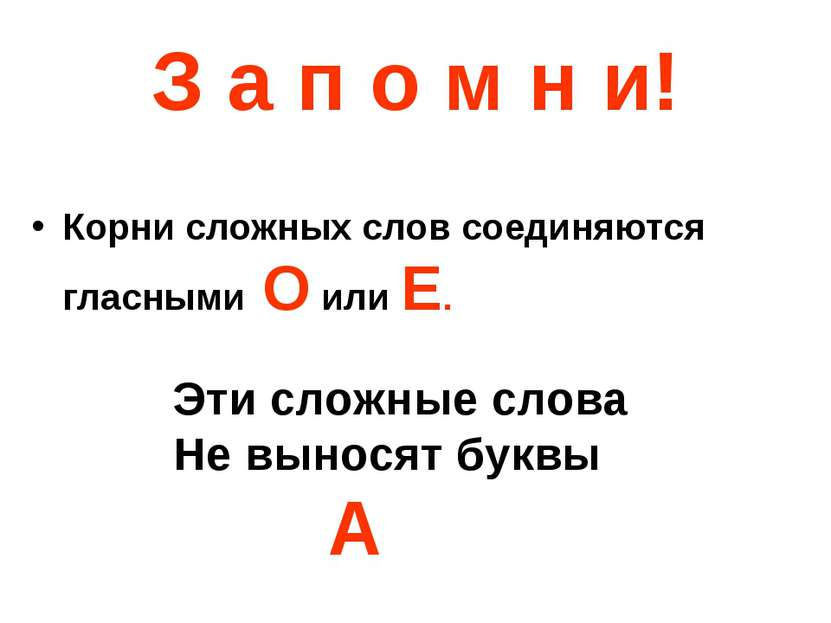 З а п о м н и!
• Корни сложных слов соединяются
гласными О или Е.
Эти сложные слова
Не выносят буквы
А